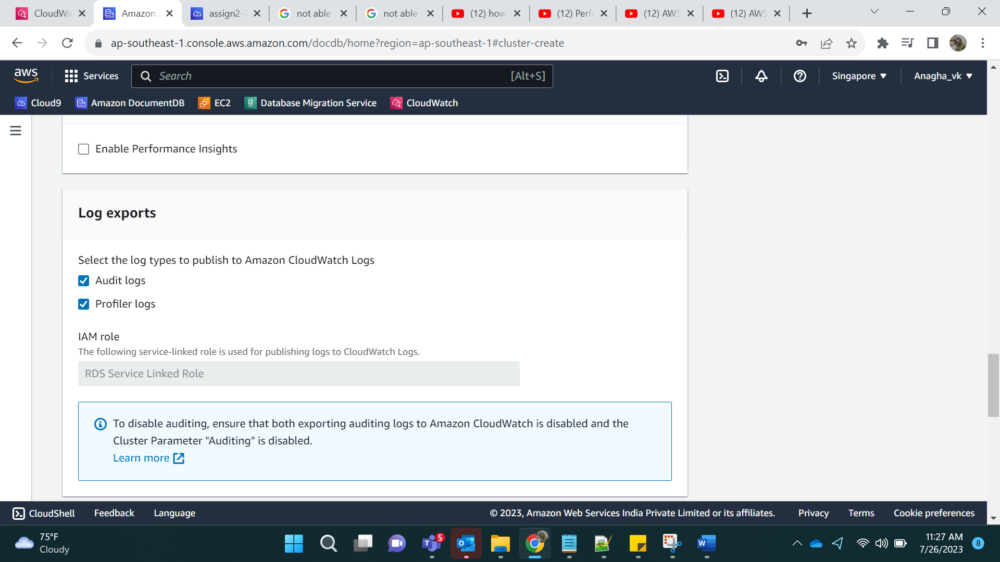 CloudWa
Amazon
assign2-2
not able
not able
(12) how
(12) Perfo
(12) AWS
(12) AWS
ap-southeast-1.console.aws.amazon.com/docdb/home?region=ap-southeast-1#cluster-create
aws
Services
Search
[Alt+S]
Singapore
Anagha_vk
Cloud9
Amazon DocumentDB
EC2
Database Migration Service
CloudWatch
Enable Performance Insights
Log exports
Select the log types to publish to Amazon CloudWatch Logs
Audit logs
Profiler logs
IAM role
The following service-linked role is used for publishing logs to CloudWatch Logs.
RDS Service Linked Role
To disable auditing, ensure that both exporting auditing logs to Amazon CloudWatch is disabled and the
Cluster Parameter "Auditing" is disabled.
Learn more
CloudShell
Feedback
Language
© 2023, Amazon Web Services India Private Limited or its affiliates.
Privacy
Terms
Cookie preferences
75°F
Cloudy
5
11:27 AM
7/26/2023
8